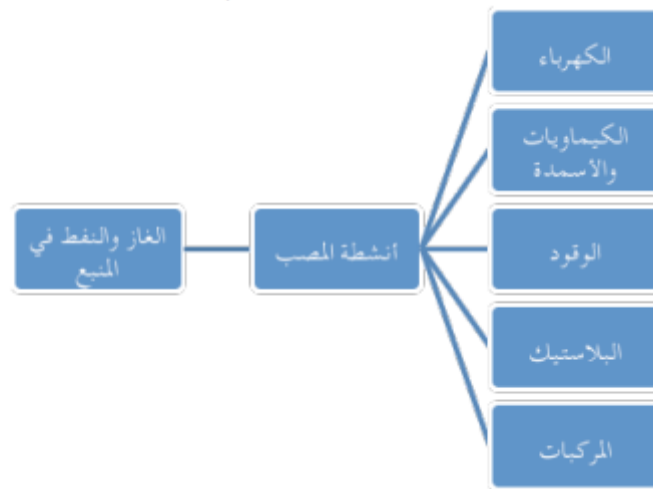 الكهرباء
الكيماويات
والأسمدة
الغاز والنفط في
المنبع
أنشطة المصب
الوقود
البلاستيك
المركبات